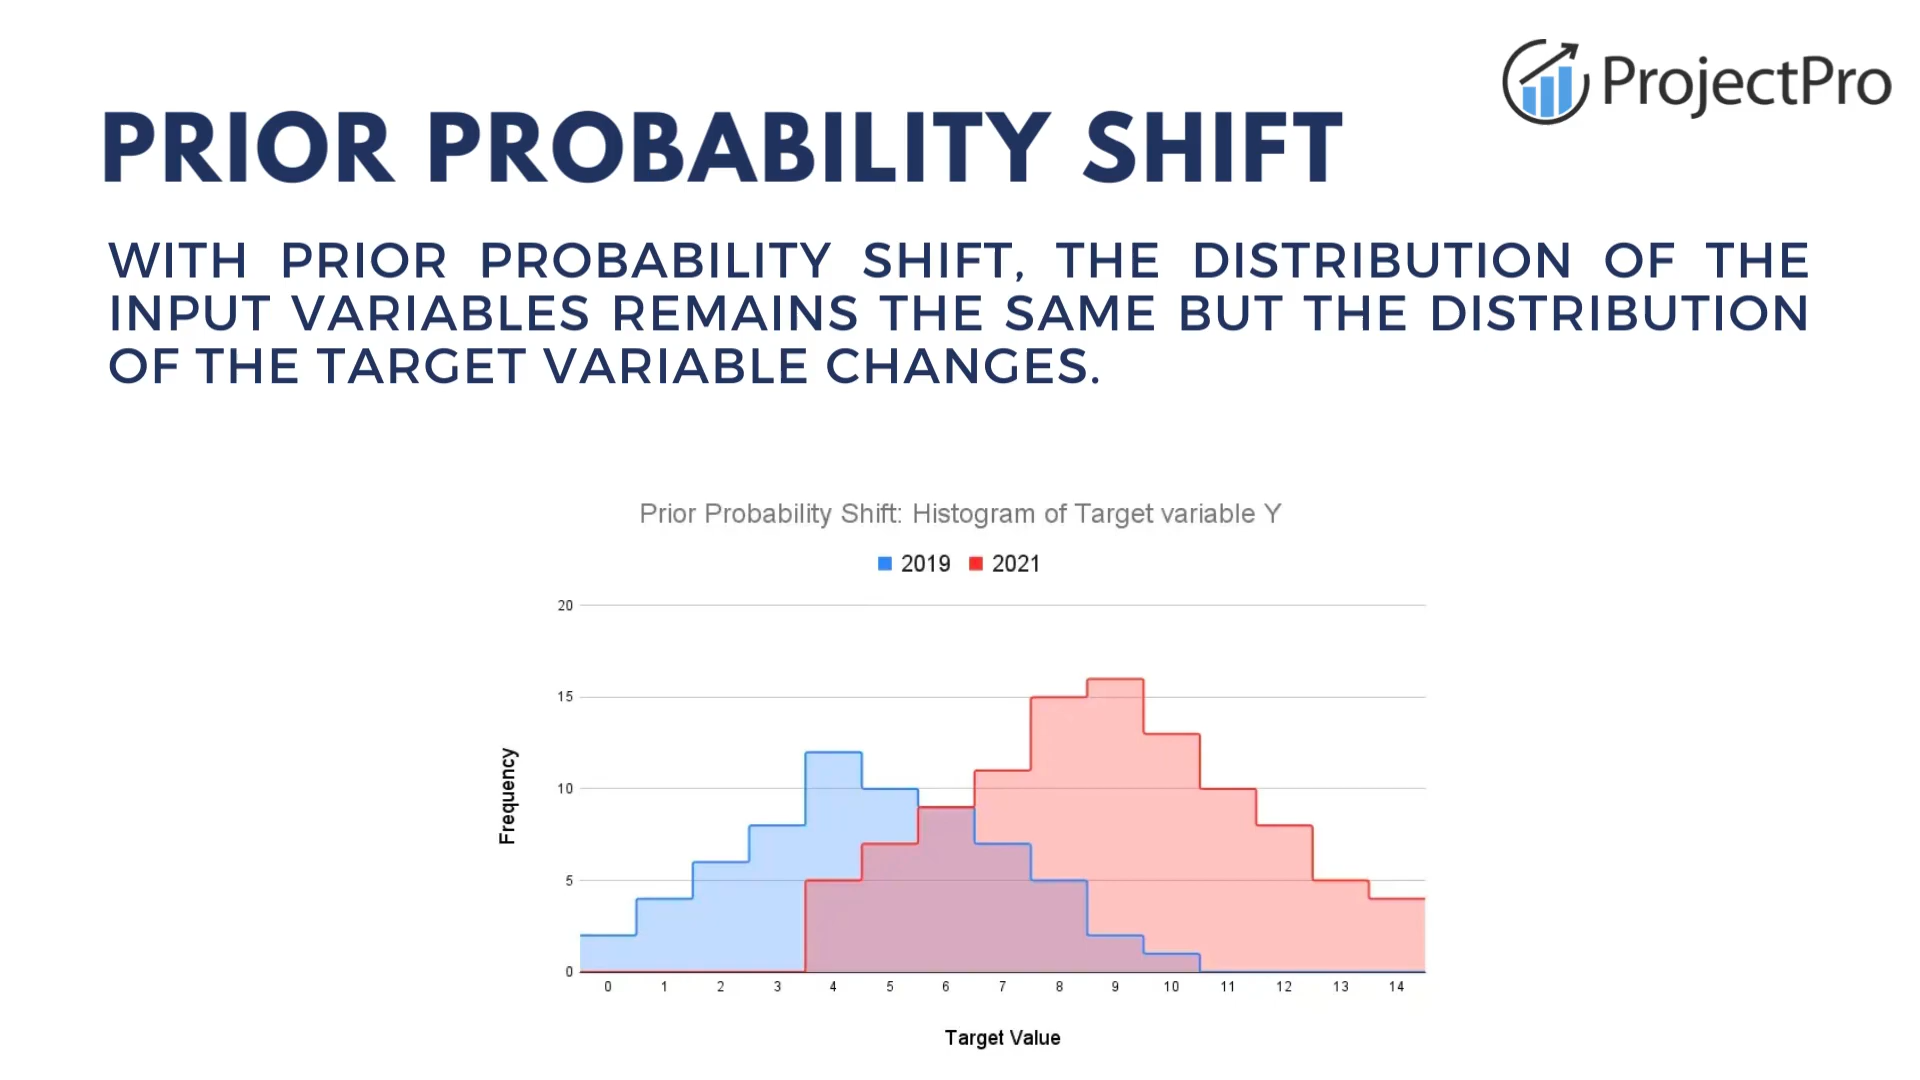 ProjectPro
PRIOR PROBABILITY SHIFT
WITH PRIOR PROBABILITY SHIFT, THE DISTRIBUTION OF THE
INPUT VARIABLES REMAINS THE SAME BUT THE DISTRIBUTION
OF THE TARGET VARIABLE CHANGES.
Prior Probability Shift: Histogram of Target variable Y
2019 2021
20
15
10
5
0
Frequency
0 1 2 3 4 5 6 7 8 9 10 11 12 13 14
Target Value